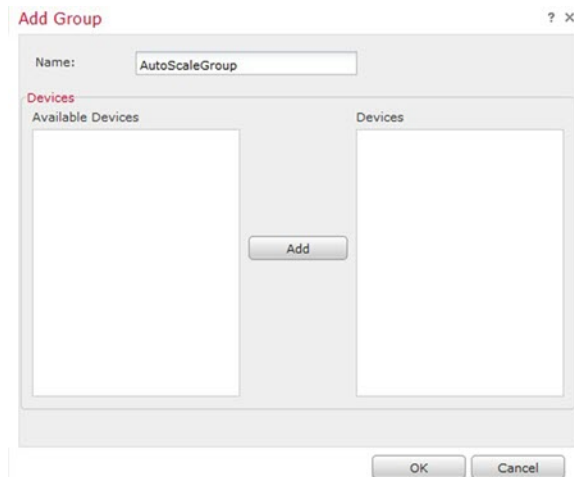 Add Group
? ×
Name:
AutoScaleGroup
Devices
Available Devices
Devices
Add
OK
Cancel